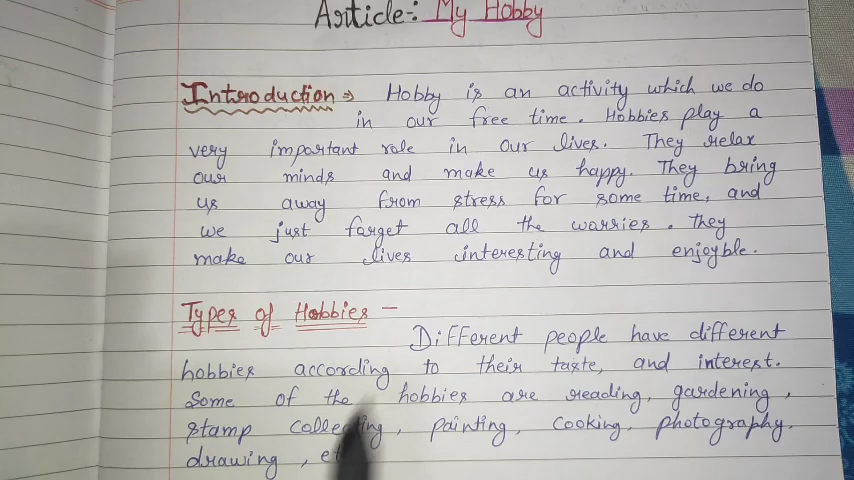 Article:- My Hobby
Introduction → Hobby is an activity which we do
in our free time. Hobbies play a
very important role in our lives. They relax
our minds and make us happy. They bring
us away from stress for some time, and
we just forget all the worries. They
make our lives interesting and enjoyble.
Types of Hobbies –
Different people have different
hobbies according to their taste, and interest.
Some of the hobbies are reading, gardening,
stamp collecting, painting, cooking, photography.
drawing, et